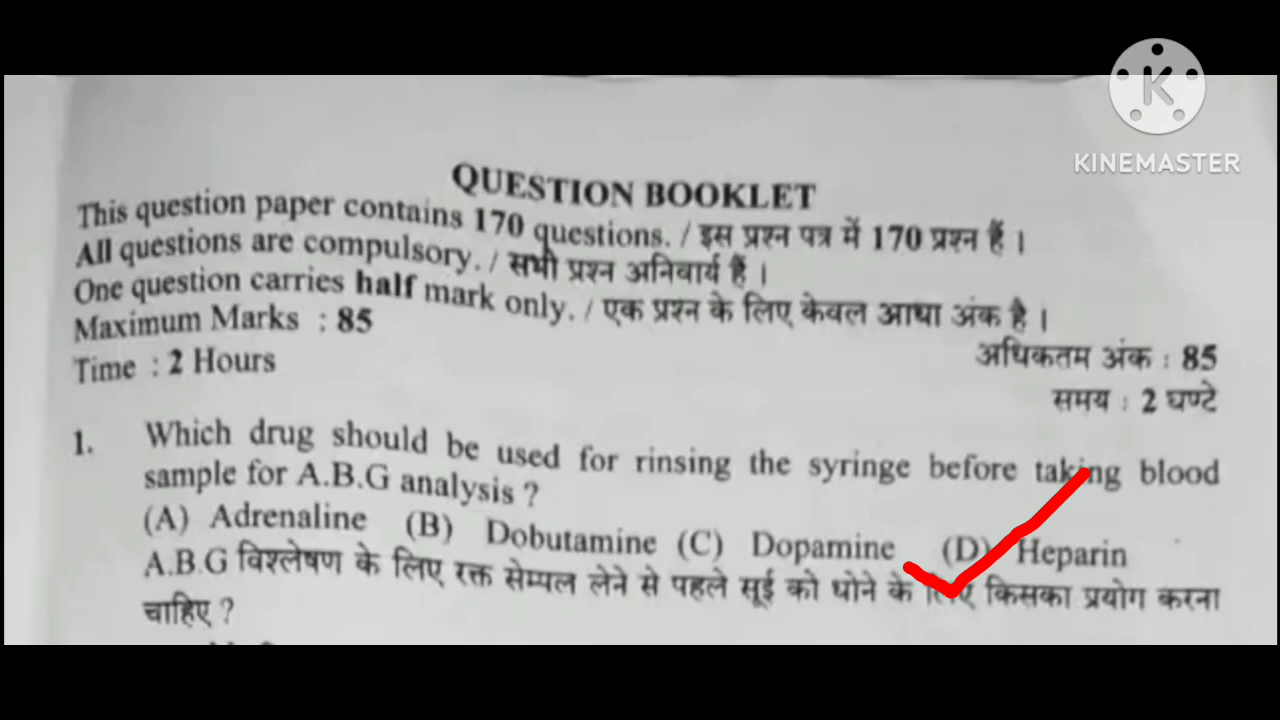 K
KINEMASTER
QUESTION BOOKLET
This question paper contains 170 questions. / इस प्रश्न पत्र में 170 प्रश्न हैं ।
All questions are compulsory. / सभी प्रश्न अनिवार्य हैं ।
One question carries half mark only. / एक प्रश्न के लिए केवल आधा अंक है ।
Maximum Marks : 85
अधिकतम अंक : 85
Time : 2 Hours
समय : 2 घण्टे
1. Which drug should be used for rinsing the syringe before taking blood
sample for A.B.G analysis ?
(A) Adrenaline (B) Dobutamine (C) Dopamine (D) Heparin
A.B.G विश्लेषण के लिए रक्त सेम्पल लेने से पहले सूई को धोने के लिए किसका प्रयोग करना
चाहिए ?